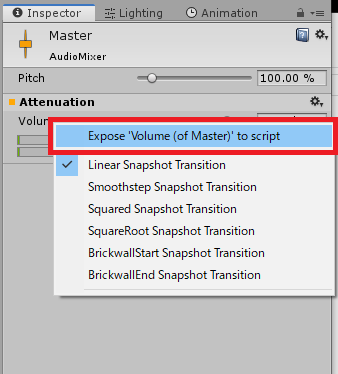 Inspector Lighting Animation
Master
AudioMixer
Pitch 100.00 %
Attenuation
Volu
Expose 'Volume (of Master)' to script
Linear Snapshot Transition
Smoothstep Snapshot Transition
Squared Snapshot Transition
SquareRoot Snapshot Transition
BrickwallStart Snapshot Transition
BrickwallEnd Snapshot Transition